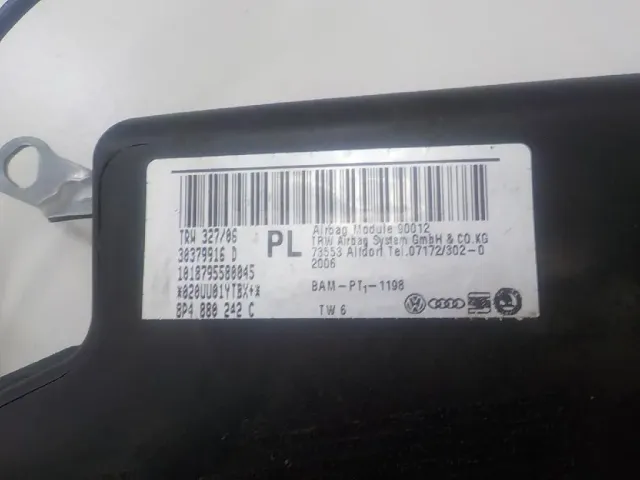 TRW 327/06
30379916 D
1018795580045
*020UU01YTBX+*
8P4 880 242 C
PL
Airbag Module 90012
TRW Airbag System GmbH & CO.KG
73553 Alfdorf Tel.07172/302-0
2006
BAM-PT1-1198
TW 6